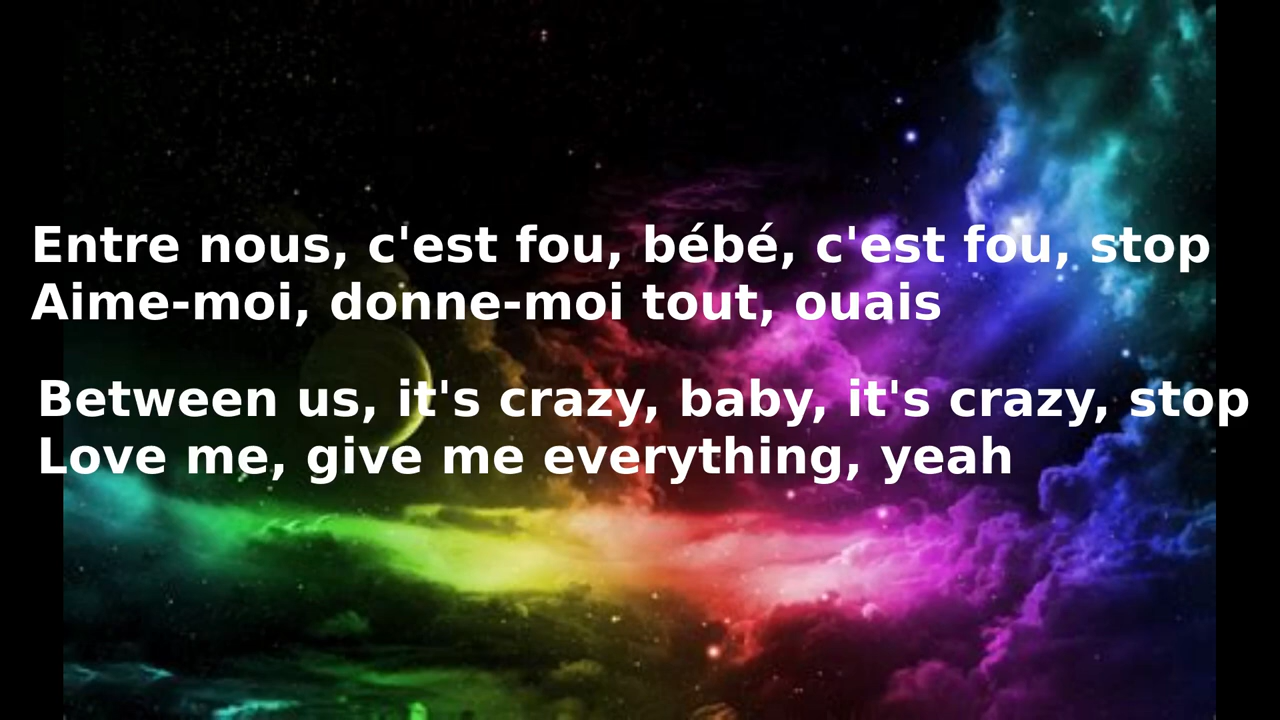 Entre nous, c'est fou, bébé, c'est fou, stop
Aime-moi, donne-moi tout, ouais
Between us, it's crazy, baby, it's crazy, stop
Love me, give me everything, yeah